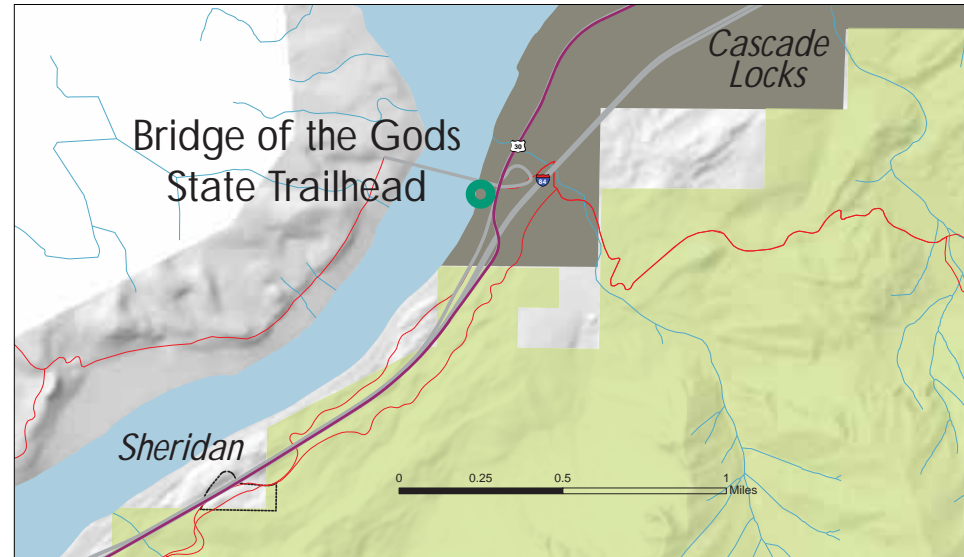 Cascade
Locks
Bridge of the Gods
State Trailhead
30
84
Sheridan
0 0.25 0.5 1
Miles